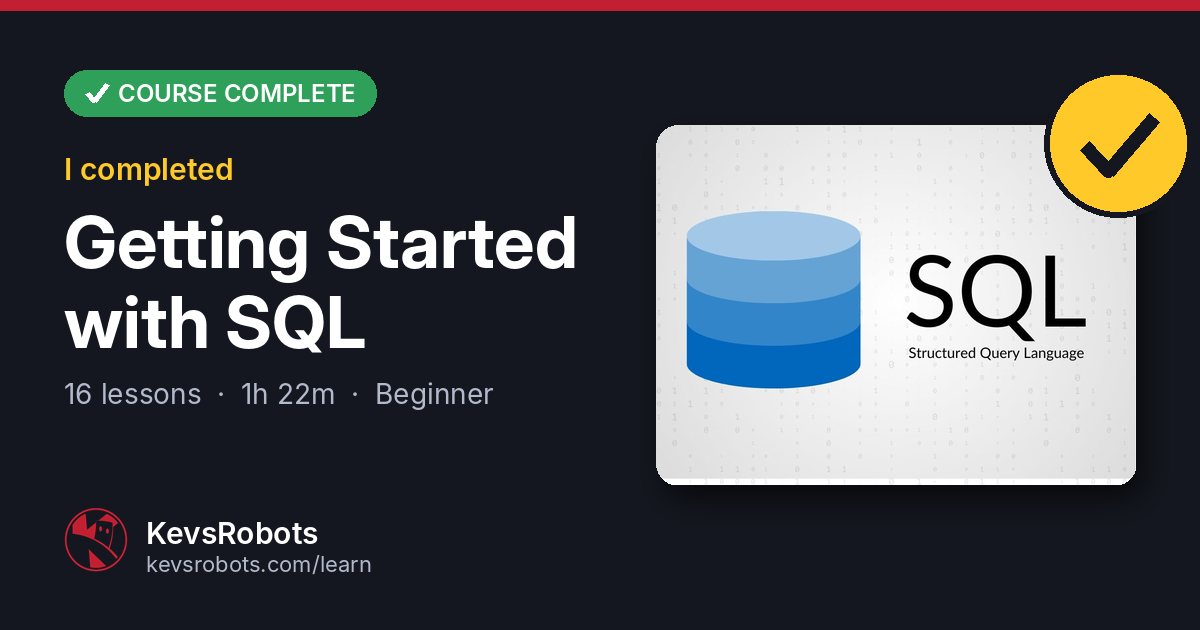 COURSE COMPLETE
I completed
Getting Started
with SQL
16 lessons · 1h 22m · Beginner
SQL
Structured Query Language
KevsRobots
kevsrobots.com/learn